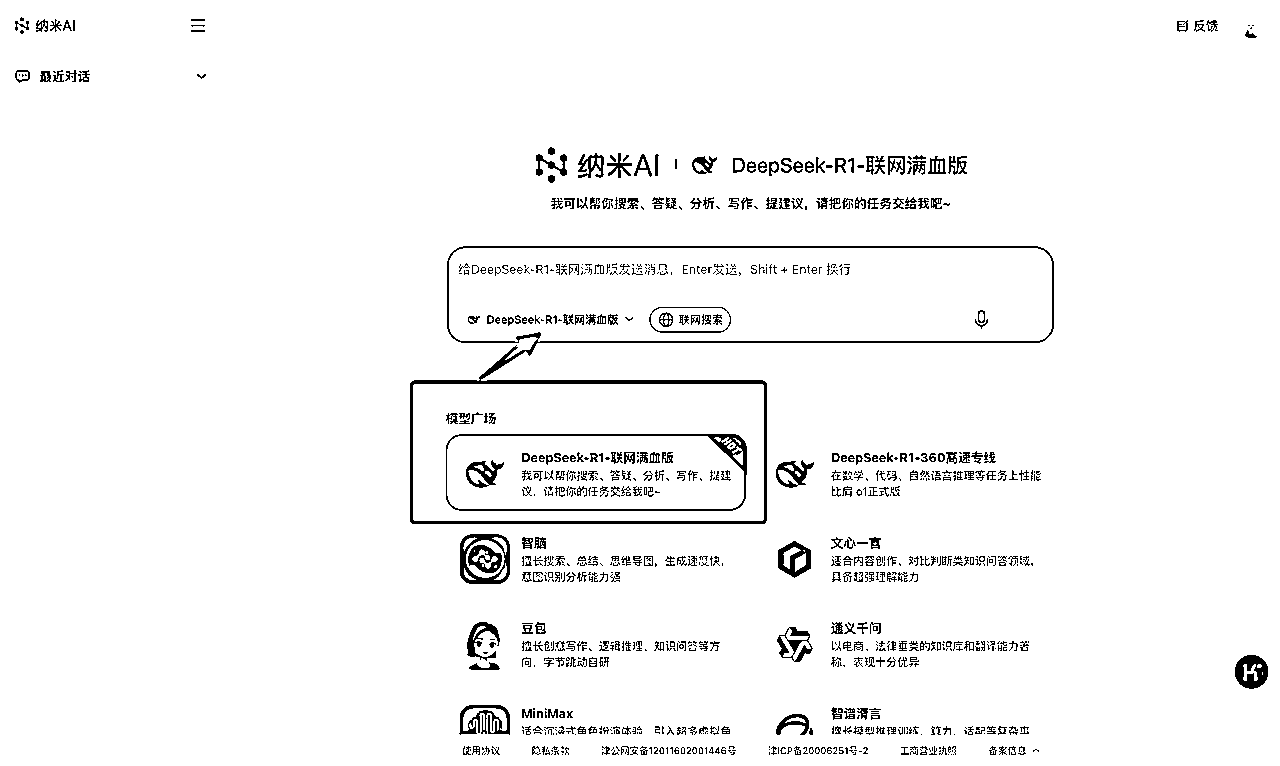 纳米AI
反馈
最近对话
纳米AI | DeepSeek-R1-联网满血版
我可以帮你搜索、答疑、分析、写作、提建议，请把你的任务交给我吧~
给DeepSeek-R1-联网满血版发送消息，Enter发送，Shift + Enter 换行
DeepSeek-R1-联网满血版
联网搜索
模型广场
HOT
DeepSeek-R1-联网满血版
我可以帮你搜索、答疑、分析、写作、提建
议，请把你的任务交给我吧~
DeepSeek-R1-360高速专线
在数学、代码、自然语言推理等任务上性能
比肩 o1正式版
智脑
擅长搜索、总结、思维导图，生成速度快，
意图识别分析能力强
文心一言
适合内容创作、对比判断类知识问答领域，
具备超强理解能力
豆包
擅长创意写作、逻辑推理、知识问答等方
向，字节跳动自研
通义千问
以电商、法律垂类的知识库和翻译能力著
称，表现十分优异
MiniMax
适合沉浸式角色扮演体验，引入超多虚拟角
智谱清言
擅长模型推理训练、算力、适配等复杂事
使用协议
隐私条款
津公网安备12011602001446号
津ICP备20006251号-2
工商营业执照
备案信息